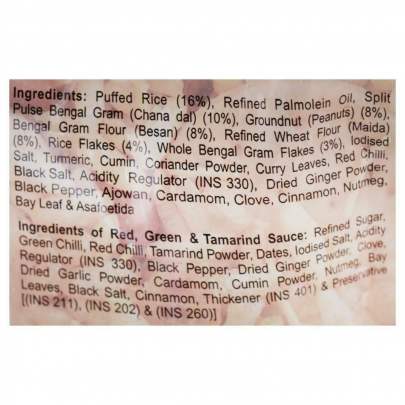 Ingredients: Puffed Rice (16%), Refined Palmolein Oil, Split
Pulse Bengal Gram (Chana dal) (10%), Groundnut (Peanuts) (8%),
Bengal Gram Flour (Besan) (8%), Refined Wheat Flour (Maida)
(8%), Rice Flakes (4%), Whole Bengal Gram Flakes (3%), Iodised
Salt, Turmeric, Cumin, Coriander Powder, Curry Leaves, Red Chilli,
Black Salt, Acidity Regulator (INS 330), Dried Ginger Powder,
Black Pepper, Ajowan, Cardamom, Clove, Cinnamon, Nutmeg,
Bay Leaf & Asafoetida
Ingredients of Red, Green & Tamarind Sauce: Refined Sugar,
Green Chilli, Red Chilli, Tamarind Powder, Dates, Iodised Salt, Acidity
Regulator (INS 330), Black Pepper, Dried Ginger Powder, Clove,
Dried Garlic Powder, Cardamom, Cumin Powder, Nutmeg, Bay
Leaves, Black Salt, Cinnamon, Thickener (INS 401) & Preservative
[(INS 211), (INS 202) & (INS 260)]